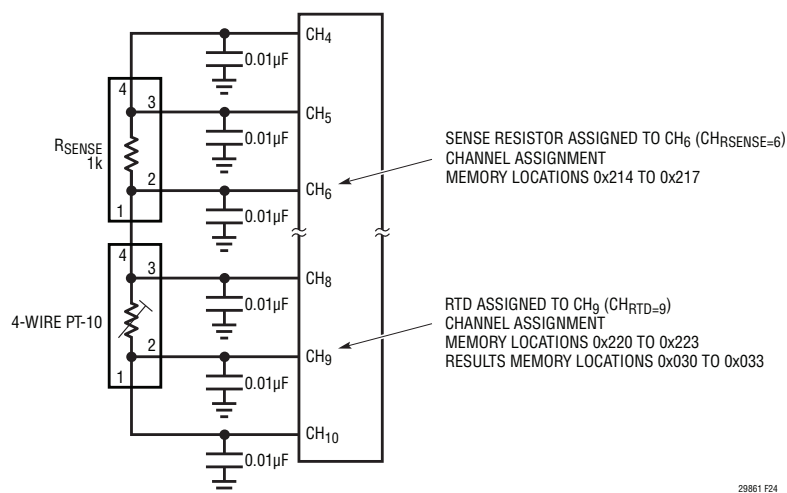 CH4
0.01µF
4
3
CH5
RSENSE
1k
0.01µF
2
CH6
1
0.01µF
SENSE RESISTOR ASSIGNED TO CH6 (CHRSENSE=6)
CHANNEL ASSIGNMENT
MEMORY LOCATIONS 0x214 TO 0x217
4
3
CH8
4-WIRE PT-10
0.01µF
2
CH9
1
0.01µF
RTD ASSIGNED TO CH9 (CHRTD=9)
CHANNEL ASSIGNMENT
MEMORY LOCATIONS 0x220 TO 0x223
RESULTS MEMORY LOCATIONS 0x030 TO 0x033
CH10
0.01µF
29861 F24